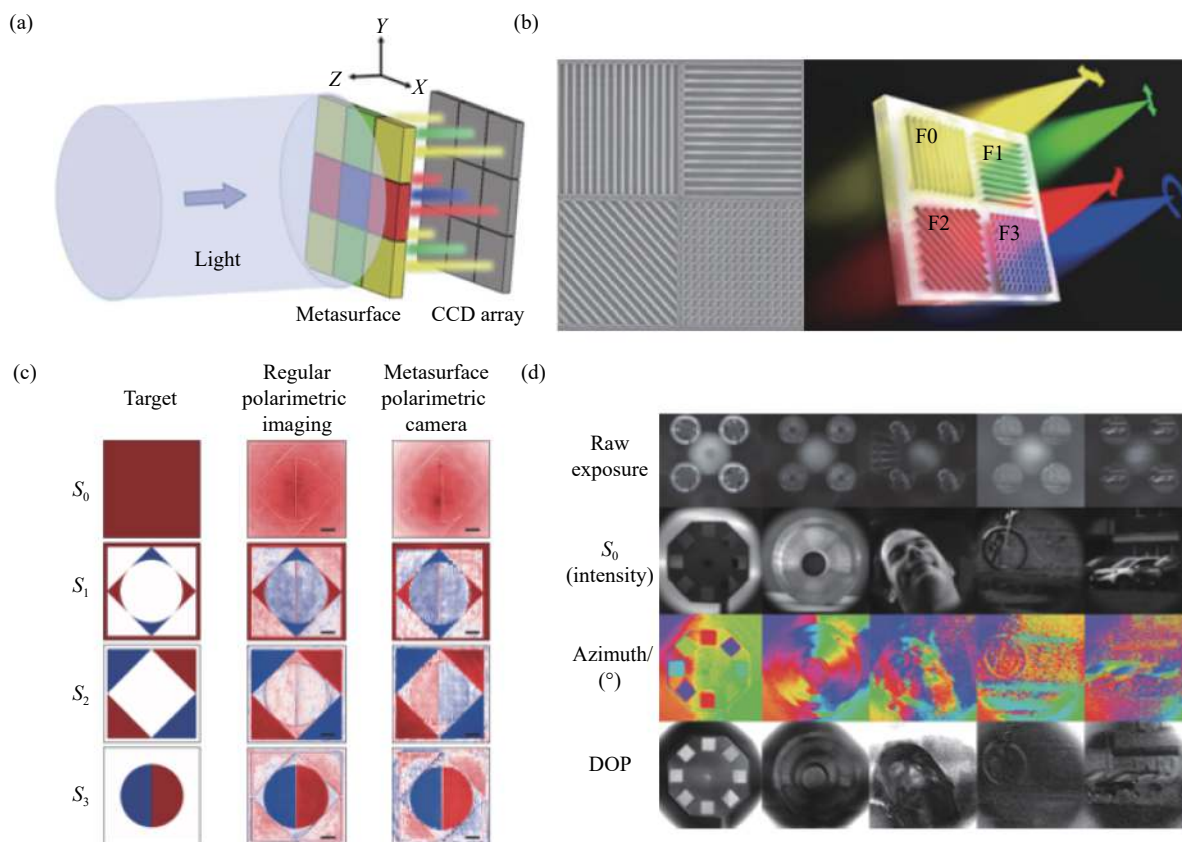 (a)
Y
Z
X
Light
Metasurface
CCD array
(b)
F0
F1
F2
F3
(c)
Target
Regular
polarimetric
imaging
Metasurface
polarimetric
camera
S₀
S₁
S₂
S₃
(d)
Raw
exposure
S₀
(intensity)
Azimuth/
(°)
DOP